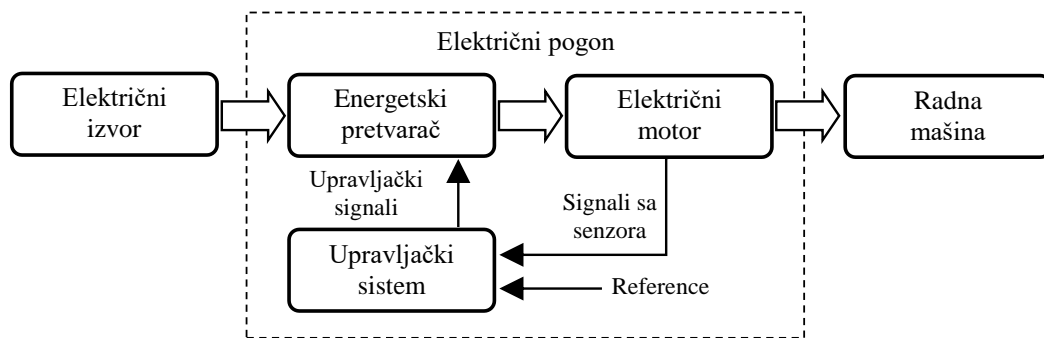 Električni pogon
Električni
izvor
Energetski
pretvarač
Električni
motor
Radna
mašina
Upravljački
signali
Signali sa
senzora
Upravljački
sistem
Reference